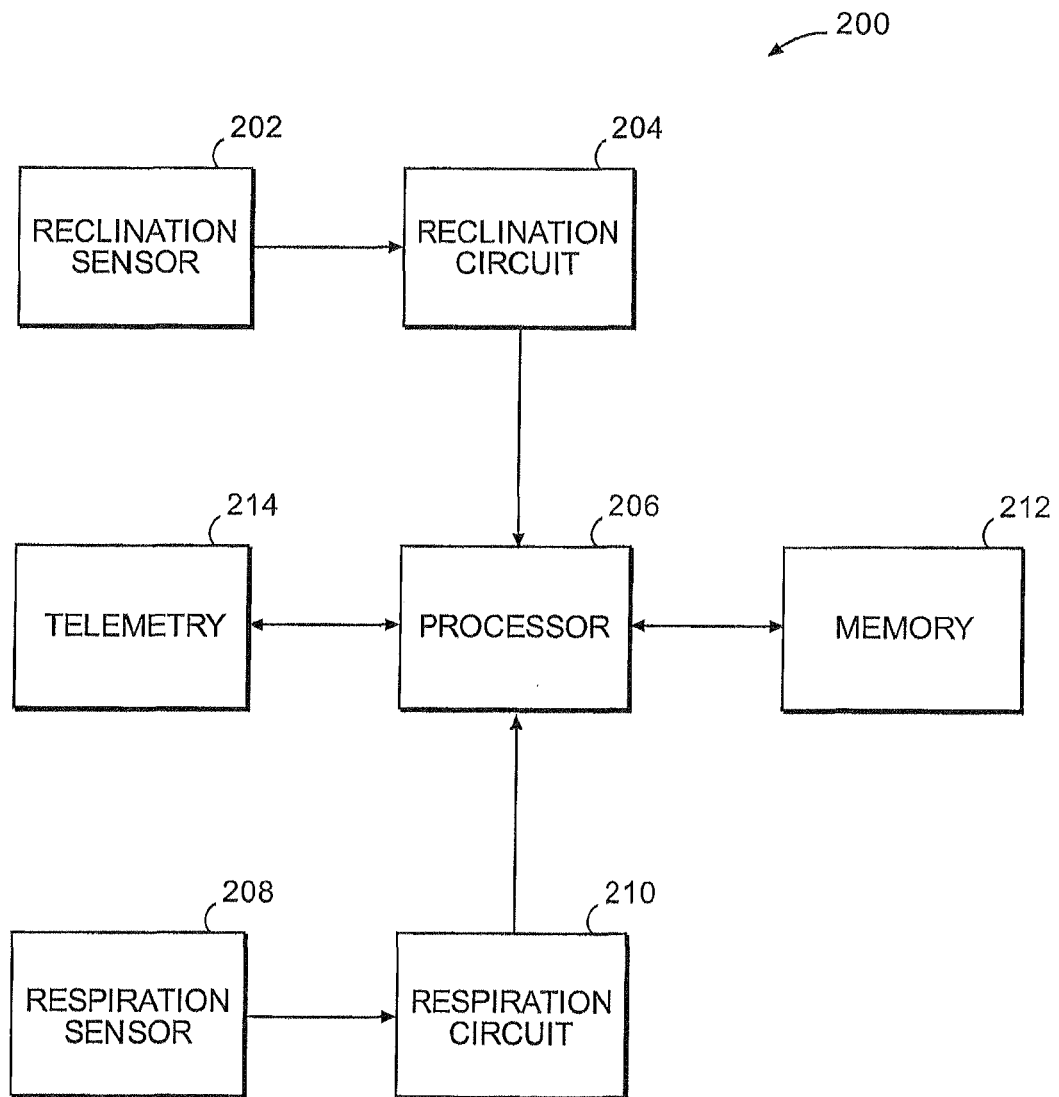 200
202
204
RECLINATION
SENSOR
RECLINATION
CIRCUIT
214
206
212
TELEMETRY
PROCESSOR
MEMORY
208
210
RESPIRATION
SENSOR
RESPIRATION
CIRCUIT